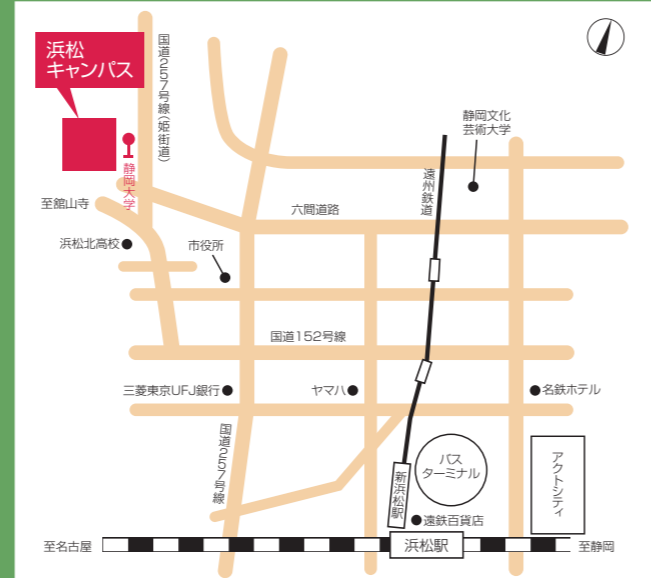 浜松
キャンパス
国道257号線(姫街道)
静岡文化
芸術大学
静岡大学
遠州鉄道
至舘山寺
六間道路
浜松北高校
市役所
国道152号線
三菱東京UFJ銀行
ヤマハ
名鉄ホテル
国道257号線
バス
ターミナル
アクトシティ
新浜松駅
遠鉄百貨店
至名古屋
浜松駅
至静岡